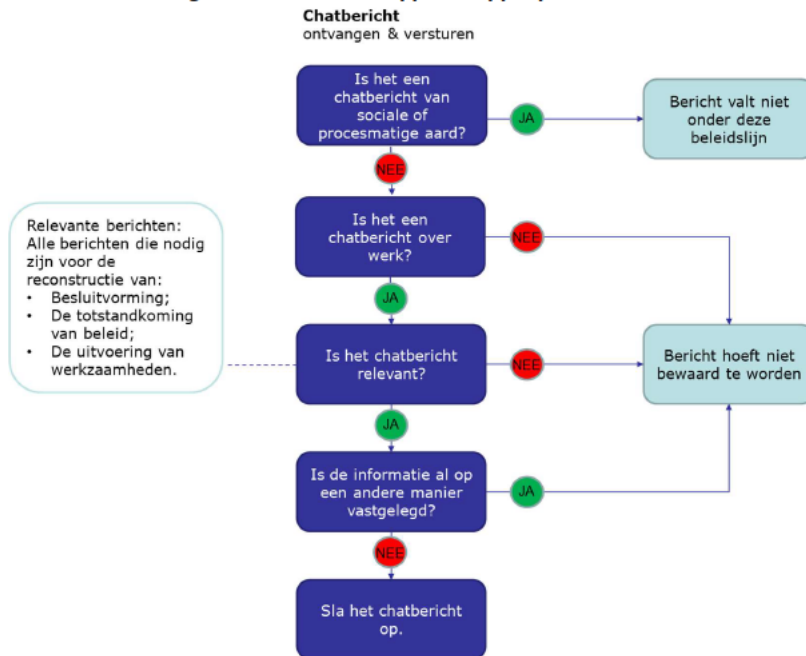 Chatbericht
ontvangen & versturen
Is het een
chatbericht van
sociale of
procesmatige aard?
JA
Bericht valt niet
onder deze
beleidslijn
NEE
Relevante berichten:
Alle berichten die nodig
zijn voor de
reconstructie van:
• Besluitvorming;
• De totstandkoming
van beleid;
• De uitvoering van
werkzaamheden.
Is het een
chatbericht over
werk?
NEE
JA
Is het chatbericht
relevant?
NEE
Bericht hoeft niet
bewaard te worden
JA
Is de informatie al op
een andere manier
vastgelegd?
JA
NEE
Sla het chatbericht
op.